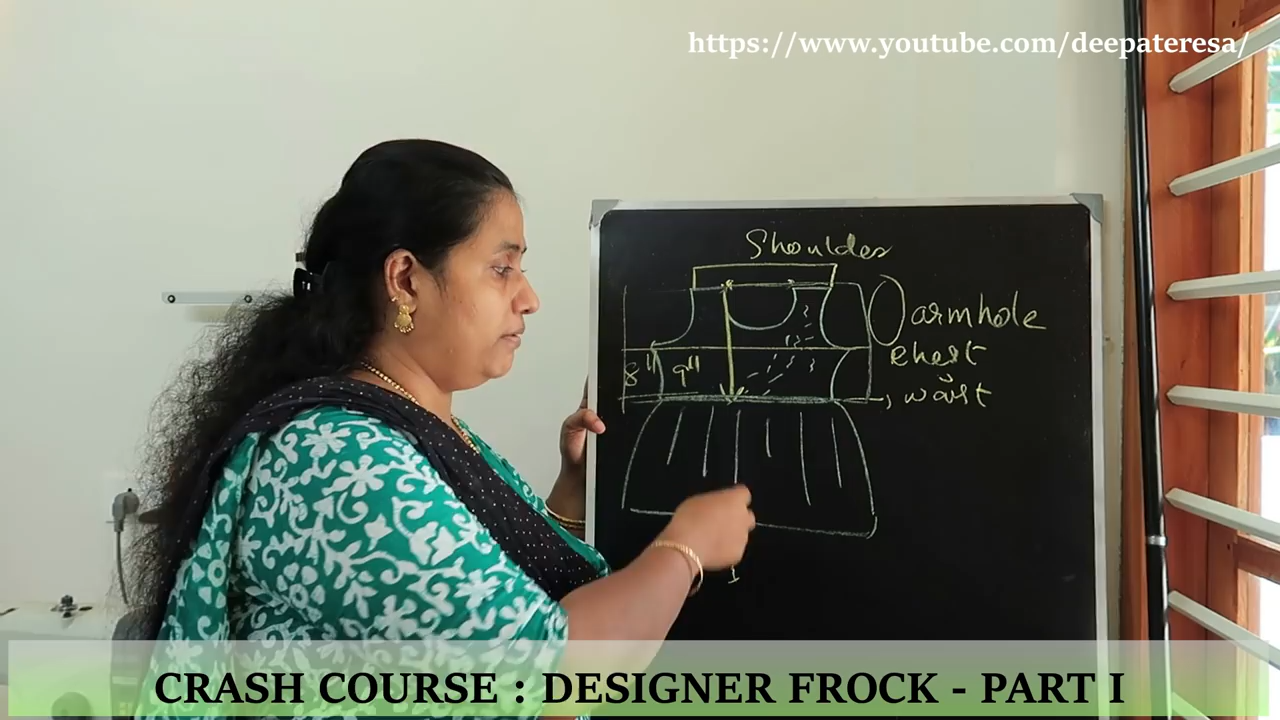 https://www.youtube.com/deepateresa/
Shoulder
armhole
chest
8" 9"
waist
CRASH COURSE : DESIGNER FROCK - PART I